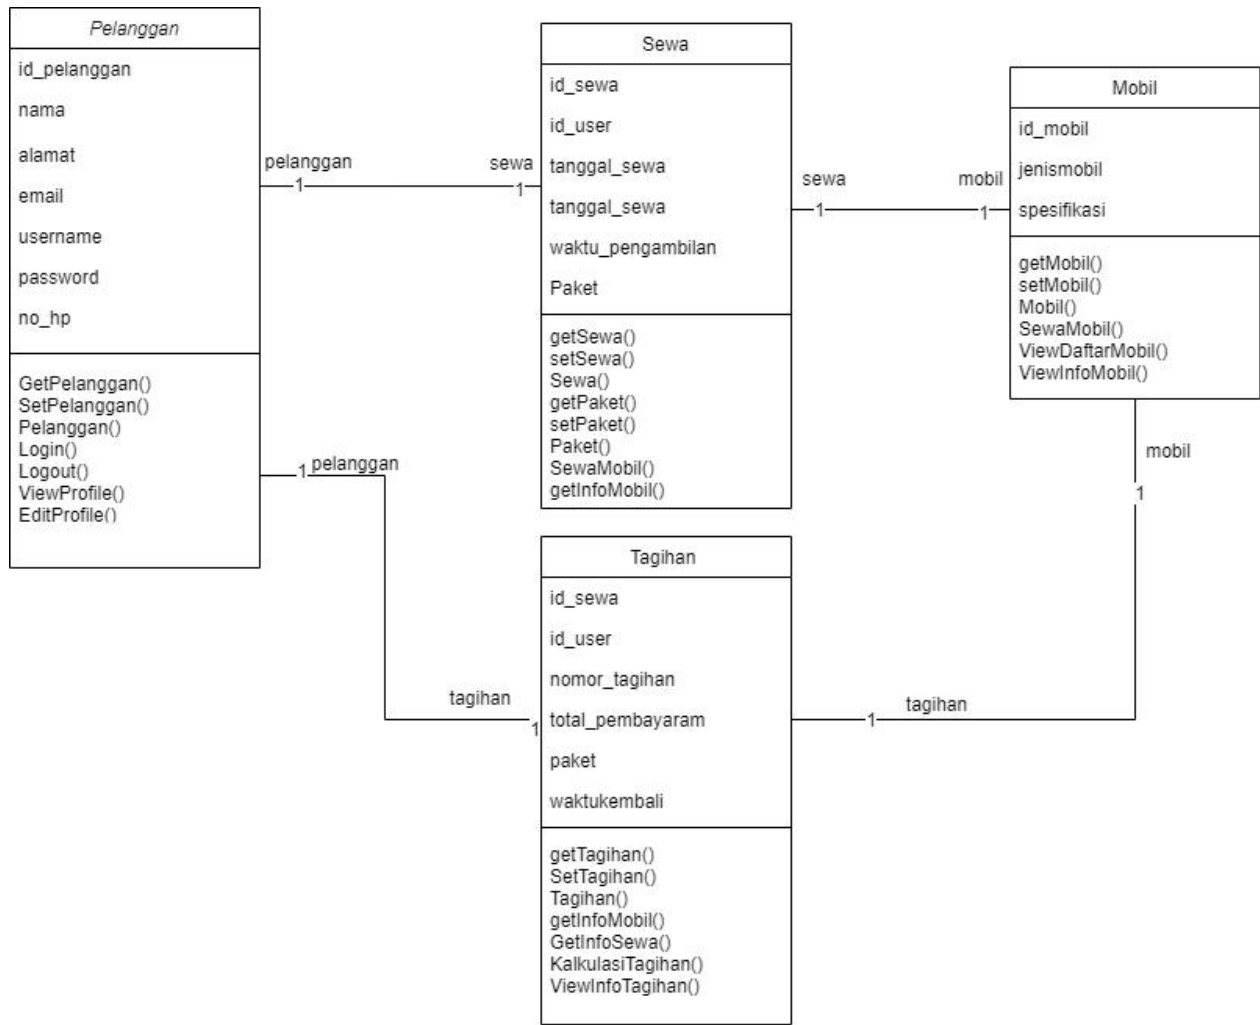 Pelanggan
id_pelanggan
nama
alamat
email
username
password
no_hp
GetPelanggan()
SetPelanggan()
Pelanggan()
Login()
Logout()
ViewProfile()
EditProfile()
pelanggan
1
sewa
1
Sewa
id_sewa
id_user
tanggal_sewa
tanggal_sewa
waktu_pengambilan
Paket
getSewa()
setSewa()
Sewa()
getPaket()
setPaket()
Paket()
SewaMobil()
getInfoMobil()
sewa
1
mobil
1
Mobil
id_mobil
jenismobil
spesifikasi
getMobil()
setMobil()
Mobil()
SewaMobil()
ViewDaftarMobil()
ViewInfoMobil()
1
pelanggan
tagihan
1
Tagihan
id_sewa
id_user
nomor_tagihan
total_pembayaram
paket
waktukembali
getTagihan()
SetTagihan()
Tagihan()
getInfoMobil()
GetInfoSewa()
KalkulasiTagihan()
ViewInfoTagihan()
mobil
1
tagihan
1